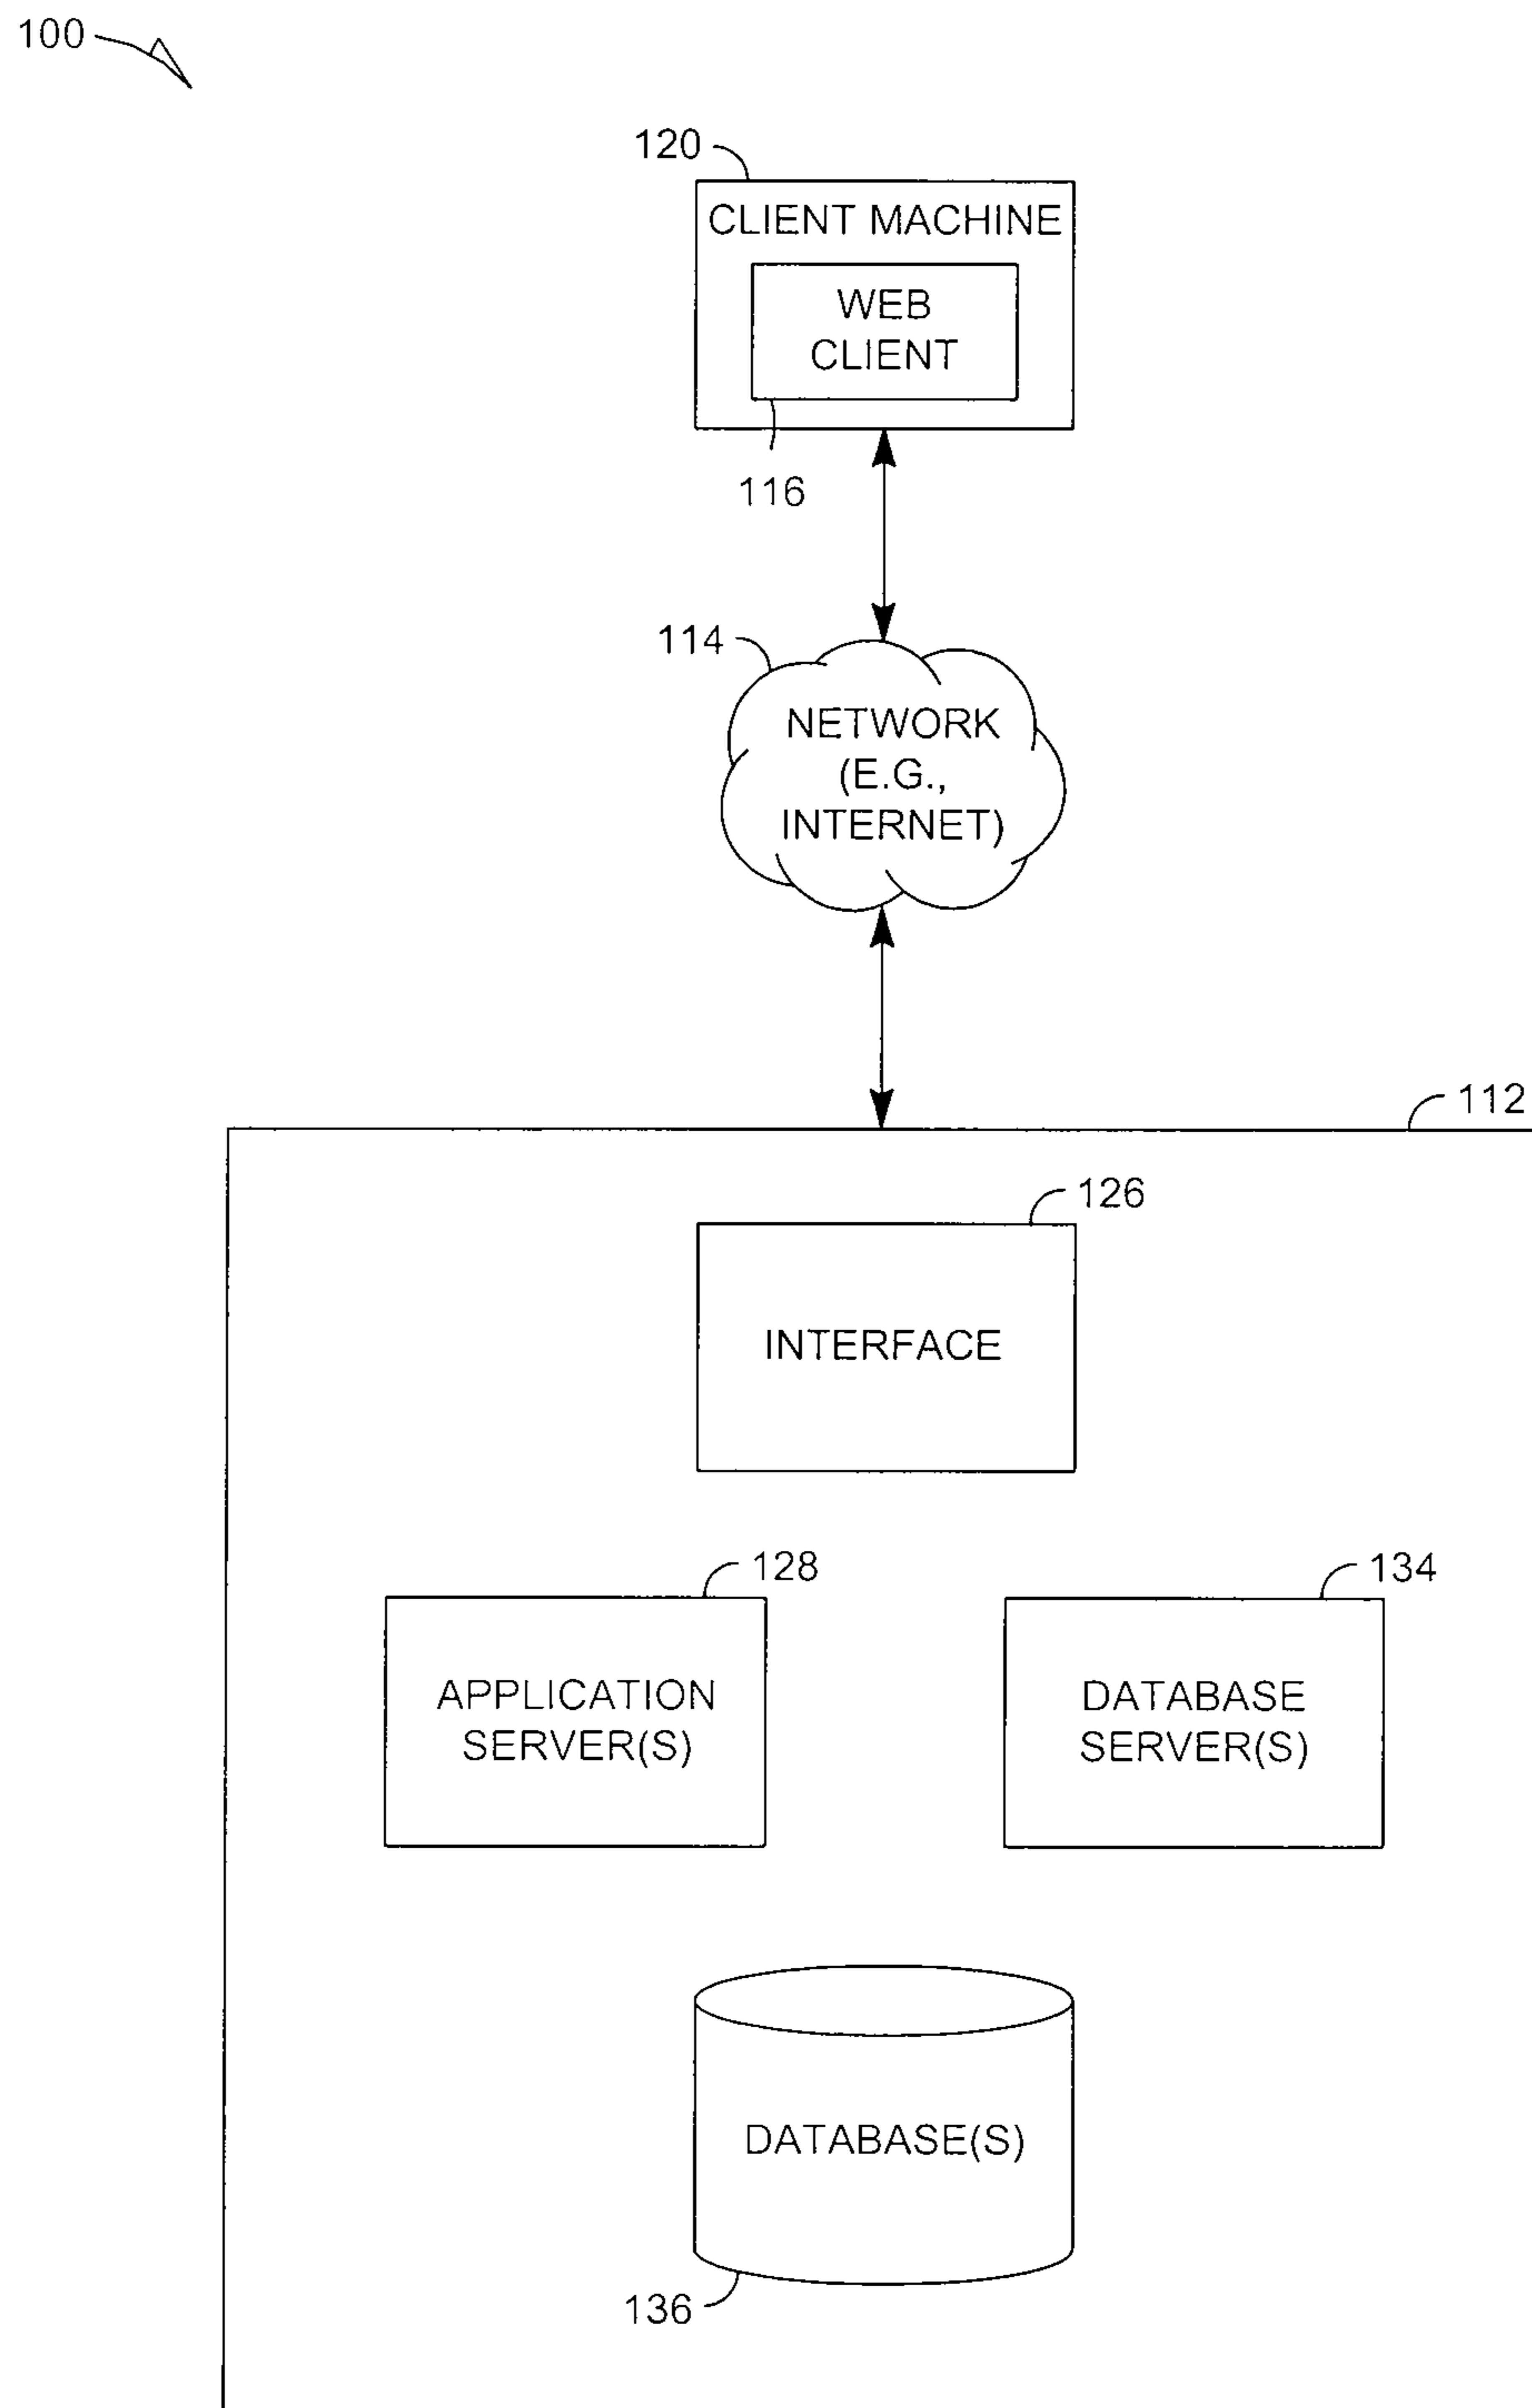 100
120
CLIENT MACHINE
WEB
CLIENT
116
114
NETWORK
(E.G.,
INTERNET)
112
126
INTERFACE
128
134
APPLICATION
SERVER(S)
DATABASE
SERVER(S)
DATABASE(S)
136